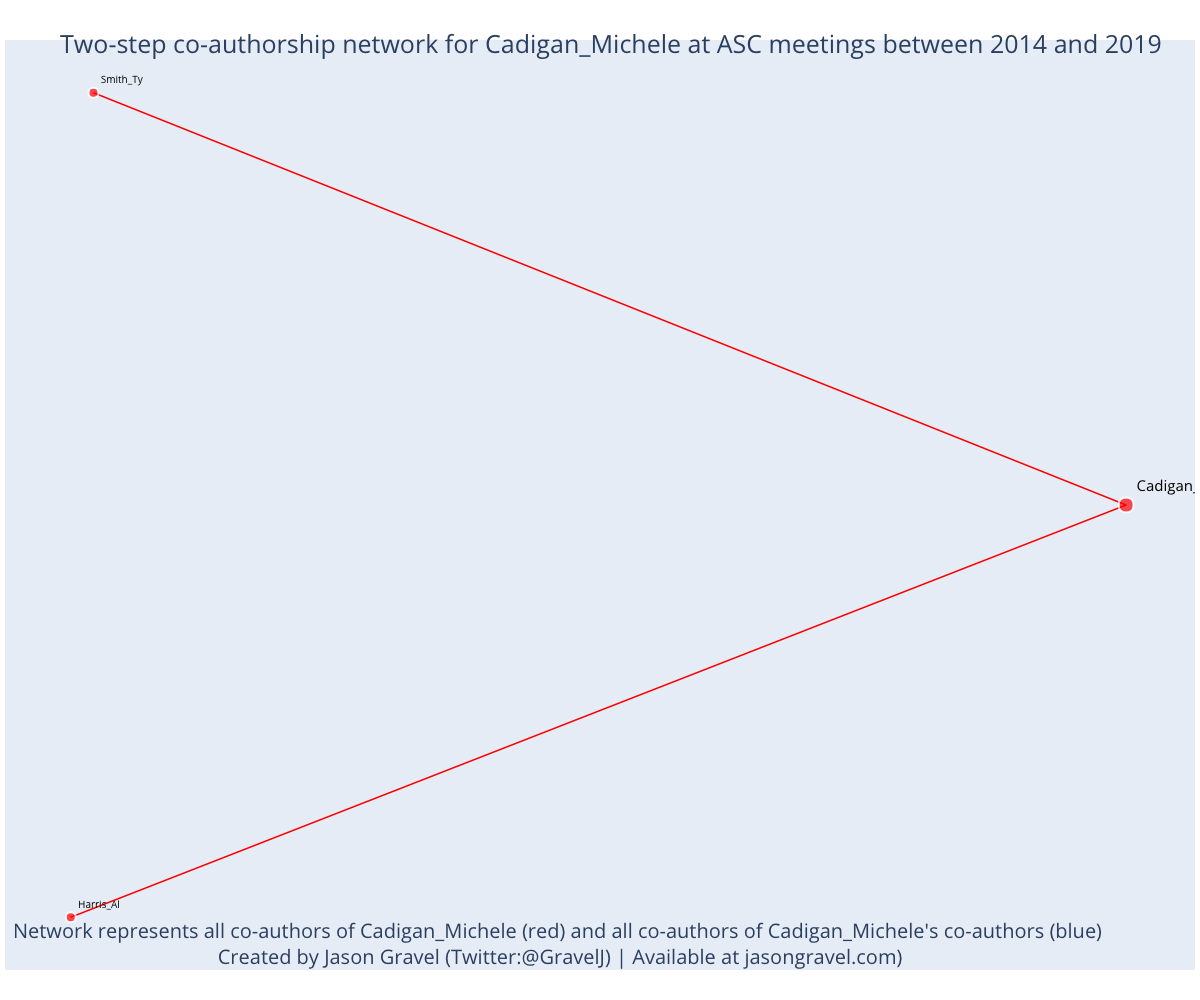 Two-step co-authorship network for Cadigan_Michele at ASC meetings between 2014 and 2019
Smith_Ty
Cadigan_
Harris_Al
Network represents all co-authors of Cadigan_Michele (red) and all co-authors of Cadigan_Michele's co-authors (blue)
Created by Jason Gravel (Twitter:@GravelJ) | Available at jasongravel.com)